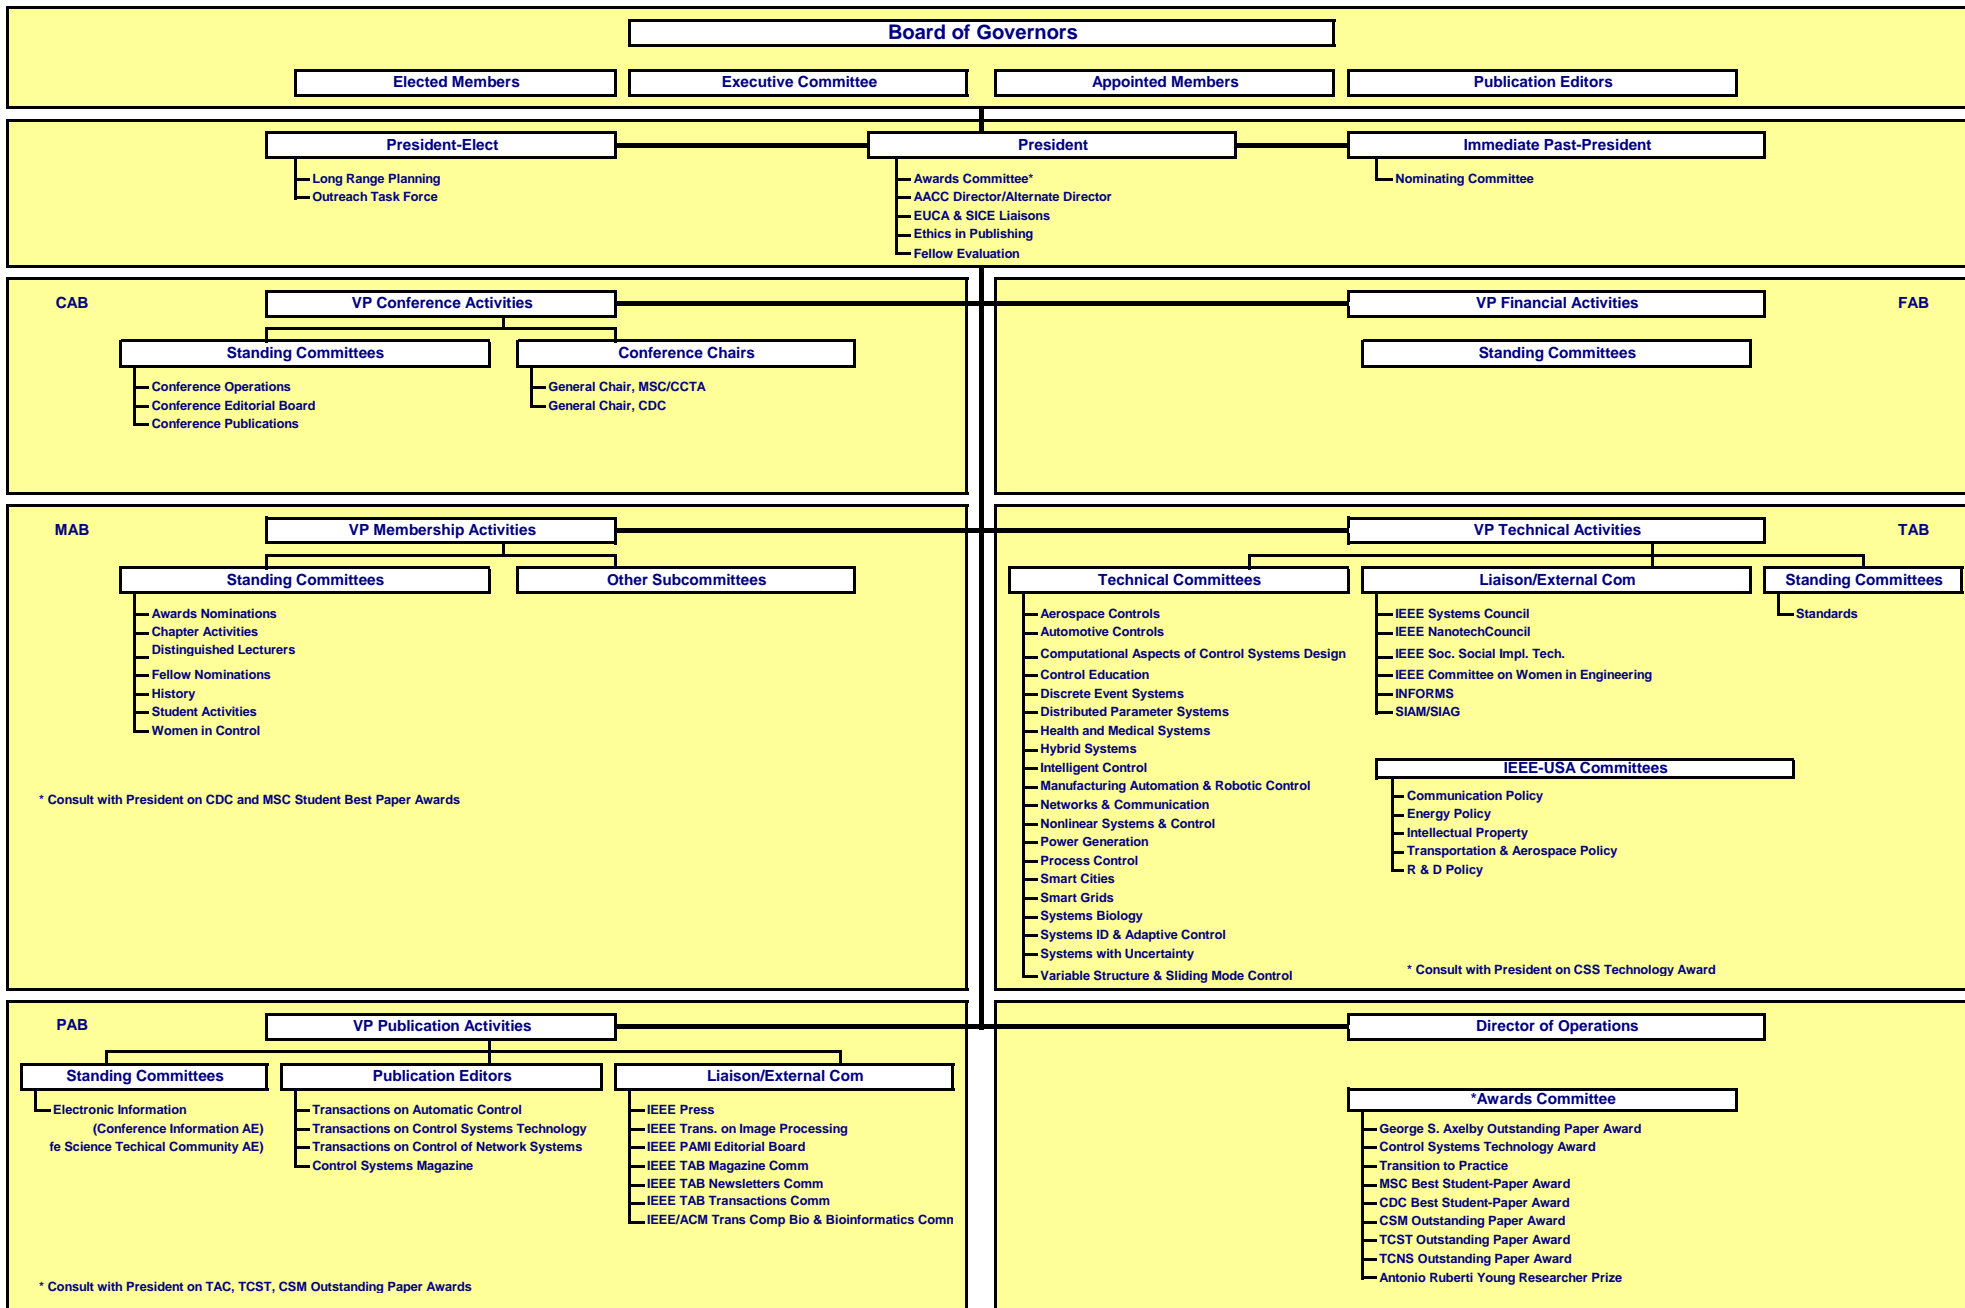 Board of Governors
Elected Members
Executive Committee
Appointed Members
Publication Editors
President-Elect
President
Immediate Past-President
Long Range Planning
Outreach Task Force
Awards Committee*
AACC Director/Alternate Director
EUCA & SICE Liaisons
Ethics in Publishing
Fellow Evaluation
Nominating Committee
CAB
VP Conference Activities
Standing Committees
Conference Chairs
Conference Operations
Conference Editorial Board
Conference Publications
General Chair, MSC/CCTA
General Chair, CDC
VP Financial Activities
FAB
Standing Committees
MAB
VP Membership Activities
Standing Committees
Other Subcommittees
Awards Nominations
Chapter Activities
Distinguished Lecturers
Fellow Nominations
History
Student Activities
Women in Control
* Consult with President on CDC and MSC Student Best Paper Awards
VP Technical Activities
TAB
Technical Committees
Liaison/External Com
Standing Committees
Aerospace Controls
Automotive Controls
Computational Aspects of Control Systems Design
Control Education
Discrete Event Systems
Distributed Parameter Systems
Health and Medical Systems
Hybrid Systems
Intelligent Control
Manufacturing Automation & Robotic Control
Networks & Communication
Nonlinear Systems & Control
Power Generation
Process Control
Smart Cities
Smart Grids
Systems Biology
Systems ID & Adaptive Control
Systems with Uncertainty
Variable Structure & Sliding Mode Control
IEEE Systems Council
IEEE NanotechCouncil
IEEE Soc. Social Impl. Tech.
IEEE Committee on Women in Engineering
INFORMS
SIAM/SIAG
Standards
IEEE-USA Committees
Communication Policy
Energy Policy
Intellectual Property
Transportation & Aerospace Policy
R & D Policy
* Consult with President on CSS Technology Award
PAB
VP Publication Activities
Standing Committees
Publication Editors
Liaison/External Com
Electronic Information
(Conference Information AE)
fe Science Techical Community AE)
Transactions on Automatic Control
Transactions on Control Systems Technology
Transactions on Control of Network Systems
Control Systems Magazine
IEEE Press
IEEE Trans. on Image Processing
IEEE PAMI Editorial Board
IEEE TAB Magazine Comm
IEEE TAB Newsletters Comm
IEEE TAB Transactions Comm
IEEE/ACM Trans Comp Bio & Bioinformatics Comm
* Consult with President on TAC, TCST, CSM Outstanding Paper Awards
Director of Operations
*Awards Committee
George S. Axelby Outstanding Paper Award
Control Systems Technology Award
Transition to Practice
MSC Best Student-Paper Award
CDC Best Student-Paper Award
CSM Outstanding Paper Award
TCST Outstanding Paper Award
TCNS Outstanding Paper Award
Antonio Ruberti Young Researcher Prize